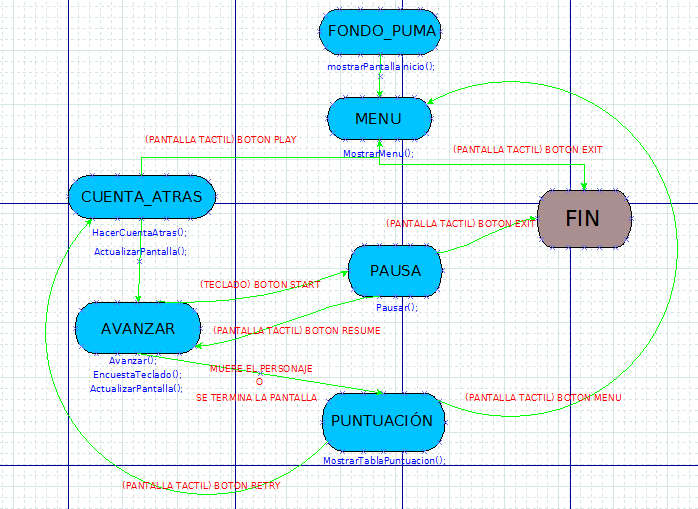 FONDO_PUMA
mostrarPantallaInicio();
MENU
(PANTALLA TACTIL) BOTON PLAY
MostrarMenu();
(PANTALLA TACTIL) BOTON EXIT
CUENTA_ATRAS
FIN
HacerCuentaAtras();
(PANTALLA TACTIL) BOTON EXIT
ActualizarPantalla();
PAUSA
(TECLADO) BOTON START
Pausar();
AVANZAR
(PANTALLA TACTIL) BOTON RESUME
Avanzar();
EncuestaTeclado();
ActualizarPantalla();
MUERE EL PERSONAJE
O
SE TERMINA LA PANTALLA
(PANTALLA TACTIL) BOTON MENU
PUNTUACIÓN
MostrarTablaPuntuacion();
(PANTALLA TACTIL) BOTON RETRY